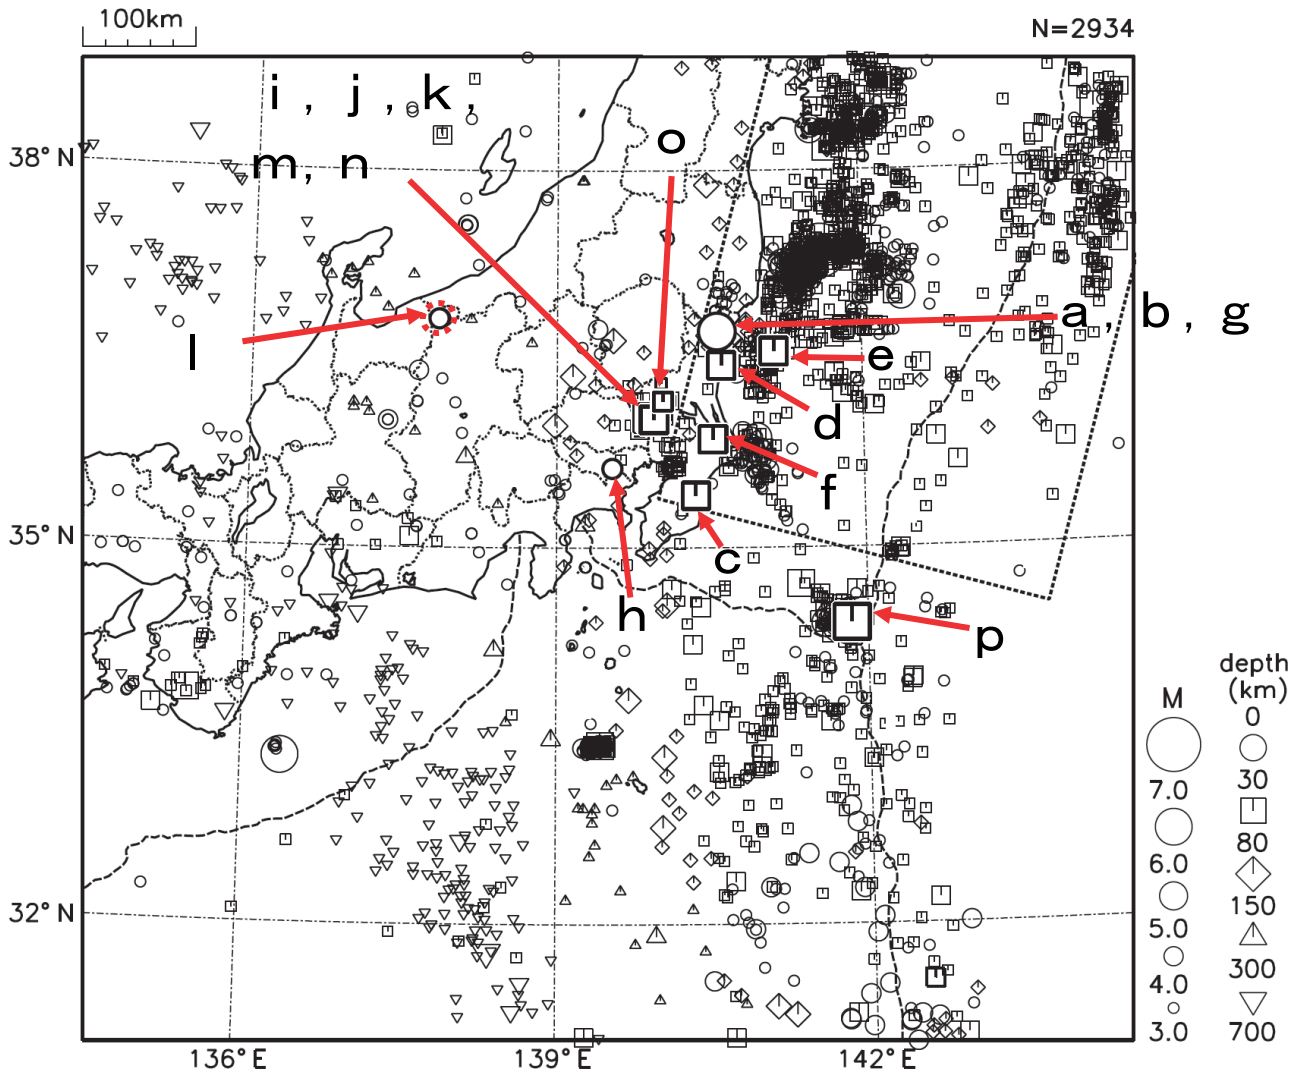 100km
N=2934
i , j , k ,
m , n
o
38°N
a , b , g
l
e
d
f
35°N
c
h
p
depth
(km)
M
0
30
7.0
80
6.0
150
32°N
5.0
300
4.0
700
3.0
136°E
139°E
142°E